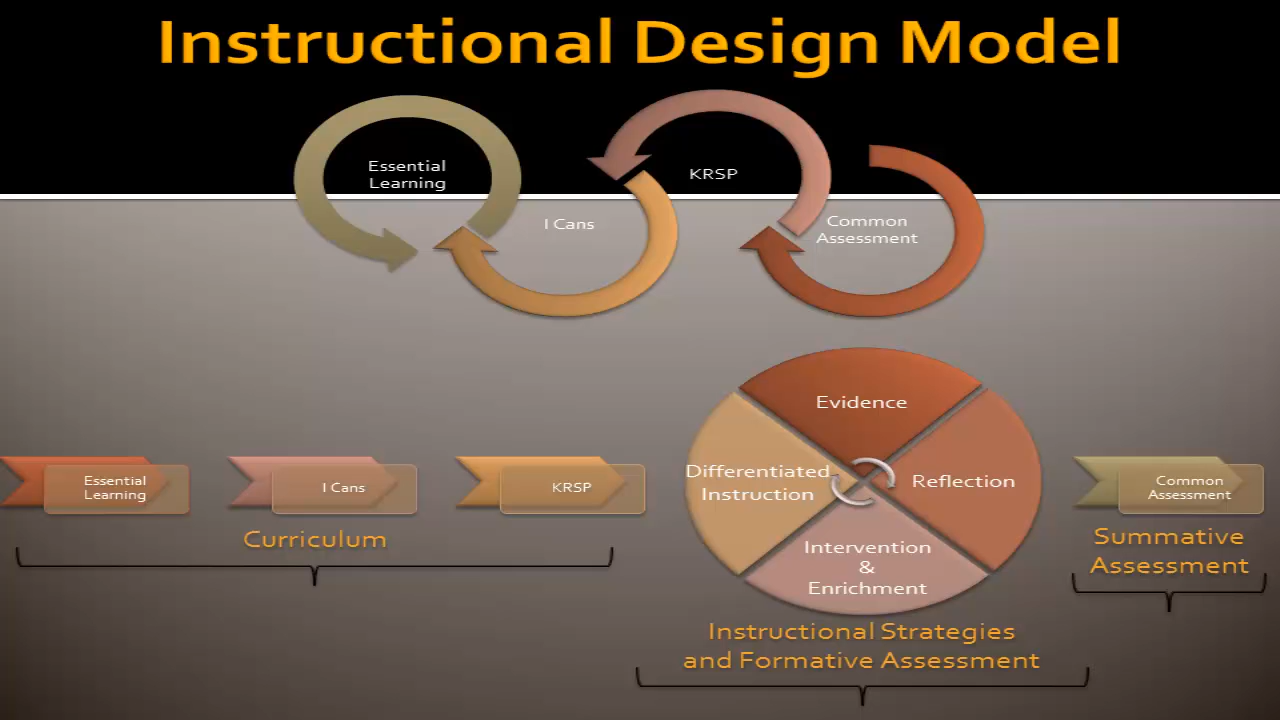 Instructional Design Model
Essential
Learning
I Cans
KRSP
Common
Assessment
Essential
Learning
I Cans
KRSP
Curriculum
Evidence
Differentiated
Instruction
Reflection
Intervention
&
Enrichment
Instructional Strategies
and Formative Assessment
Common
Assessment
Summative
Assessment